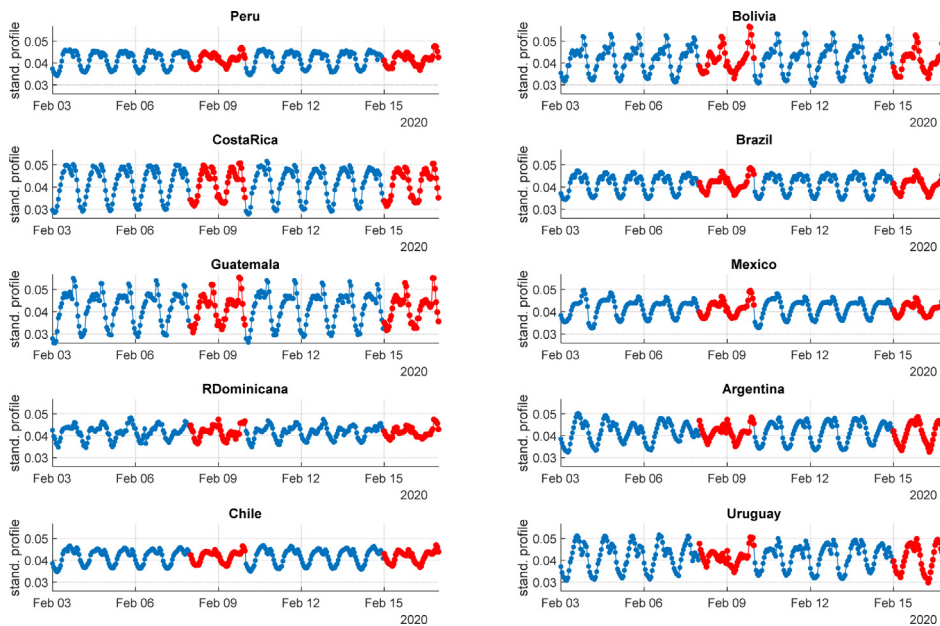 Peru
stand. profile
0.05
0.04
0.03
Feb 03
Feb 06
Feb 09
Feb 12
Feb 15
2020
Bolivia
stand. profile
0.05
0.04
0.03
Feb 03
Feb 06
Feb 09
Feb 12
Feb 15
2020
CostaRica
stand. profile
0.05
0.04
0.03
Feb 03
Feb 06
Feb 09
Feb 12
Feb 15
2020
Brazil
stand. profile
0.05
0.04
0.03
Feb 03
Feb 06
Feb 09
Feb 12
Feb 15
2020
Guatemala
stand. profile
0.05
0.04
0.03
Feb 03
Feb 06
Feb 09
Feb 12
Feb 15
2020
Mexico
stand. profile
0.05
0.04
0.03
Feb 03
Feb 06
Feb 09
Feb 12
Feb 15
2020
RDominicana
stand. profile
0.05
0.04
0.03
Feb 03
Feb 06
Feb 09
Feb 12
Feb 15
2020
Argentina
stand. profile
0.05
0.04
0.03
Feb 03
Feb 06
Feb 09
Feb 12
Feb 15
2020
Chile
stand. profile
0.05
0.04
0.03
Feb 03
Feb 06
Feb 09
Feb 12
Feb 15
2020
Uruguay
stand. profile
0.05
0.04
0.03
Feb 03
Feb 06
Feb 09
Feb 12
Feb 15
2020